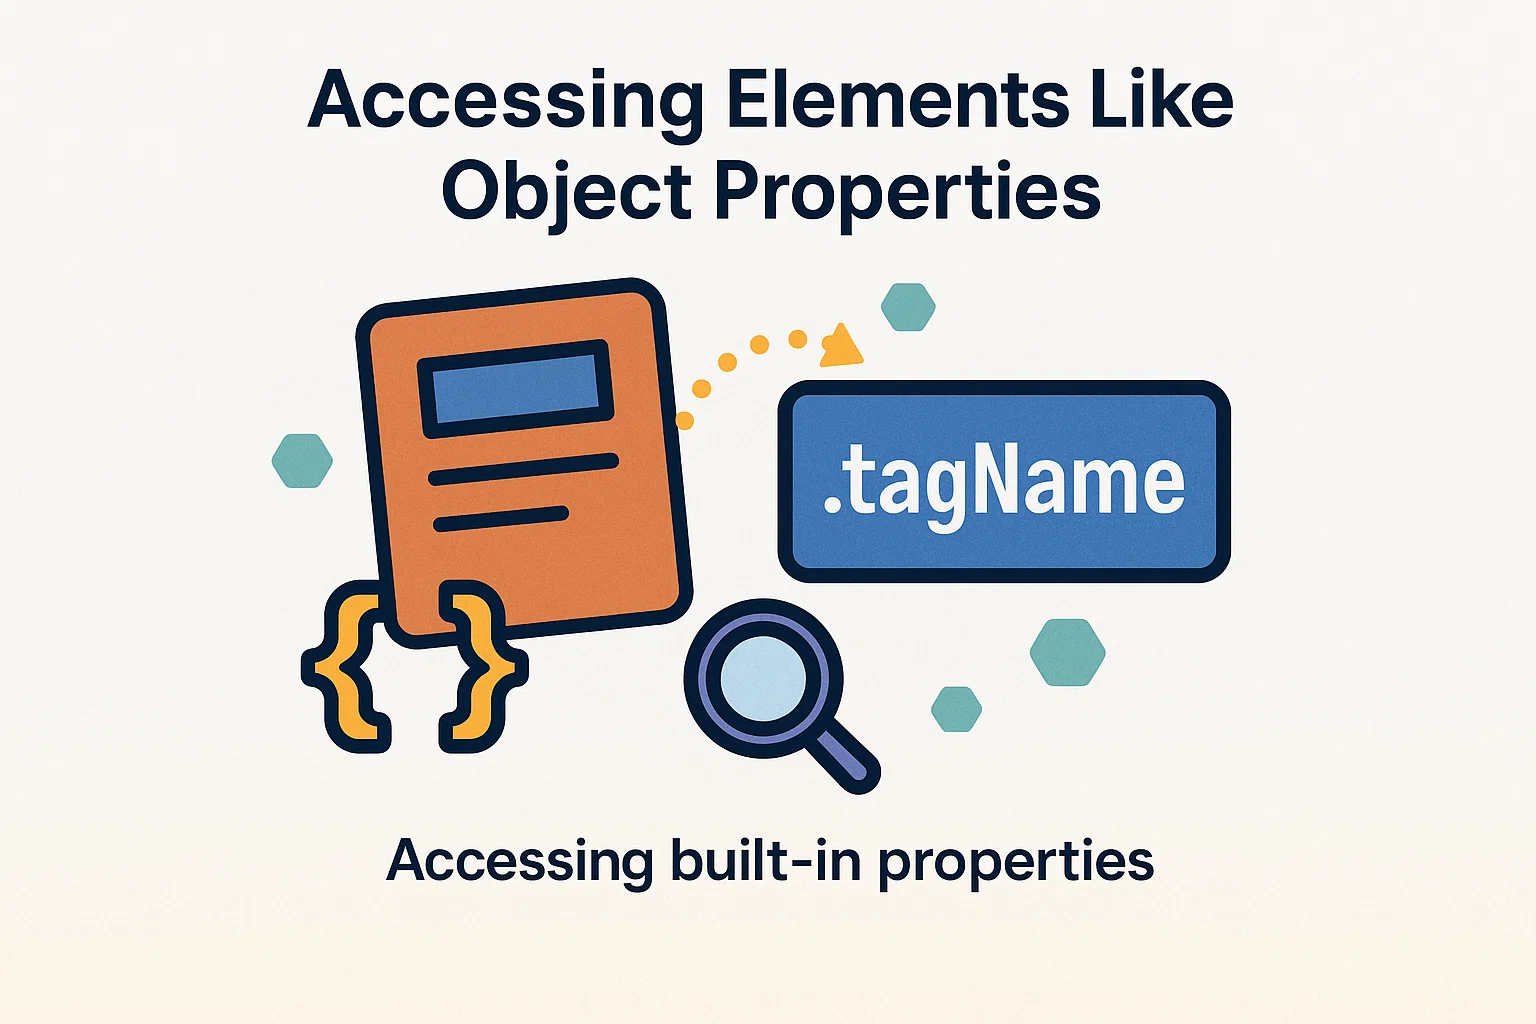 Accessing Elements Like
Object Properties
.tagName
{ }
Accessing built-in properties